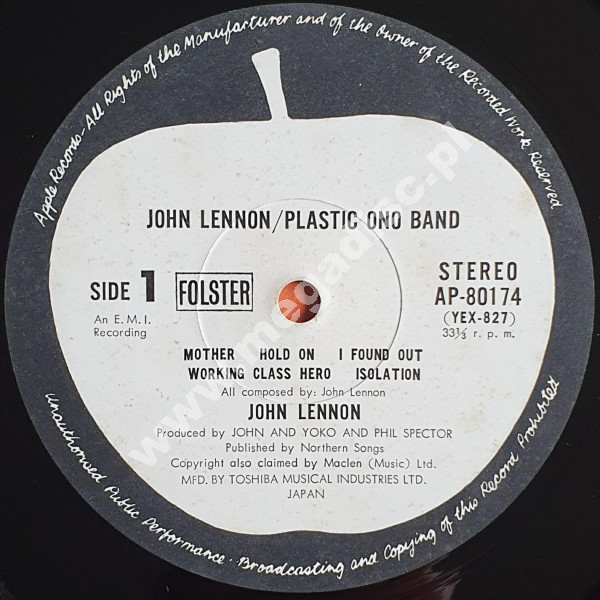 Apple Records-All Rights of the Manufacturer and of the Owner of the Recorded Work Reserved.
JOHN LENNON/PLASTIC ONO BAND
SIDE 1 FOLSTER
STEREO
AP-80174
(YEX-827)
33⅓ r. p. m.
An E. M. I.
Recording
MOTHER HOLD ON I FOUND OUT
WORKING CLASS HERO ISOLATION
All composed by: John Lennon
JOHN LENNON
Produced by JOHN AND YOKO AND PHIL SPECTOR
Published by Northern Songs
Copyright also claimed by Maclen (Music) Ltd.
MFD. BY TOSHIBA MUSICAL INDUSTRIES LTD.
JAPAN
Unauthorised Public Performance · Broadcasting and Copying of this Record Prohibited
www.megadisc.pl